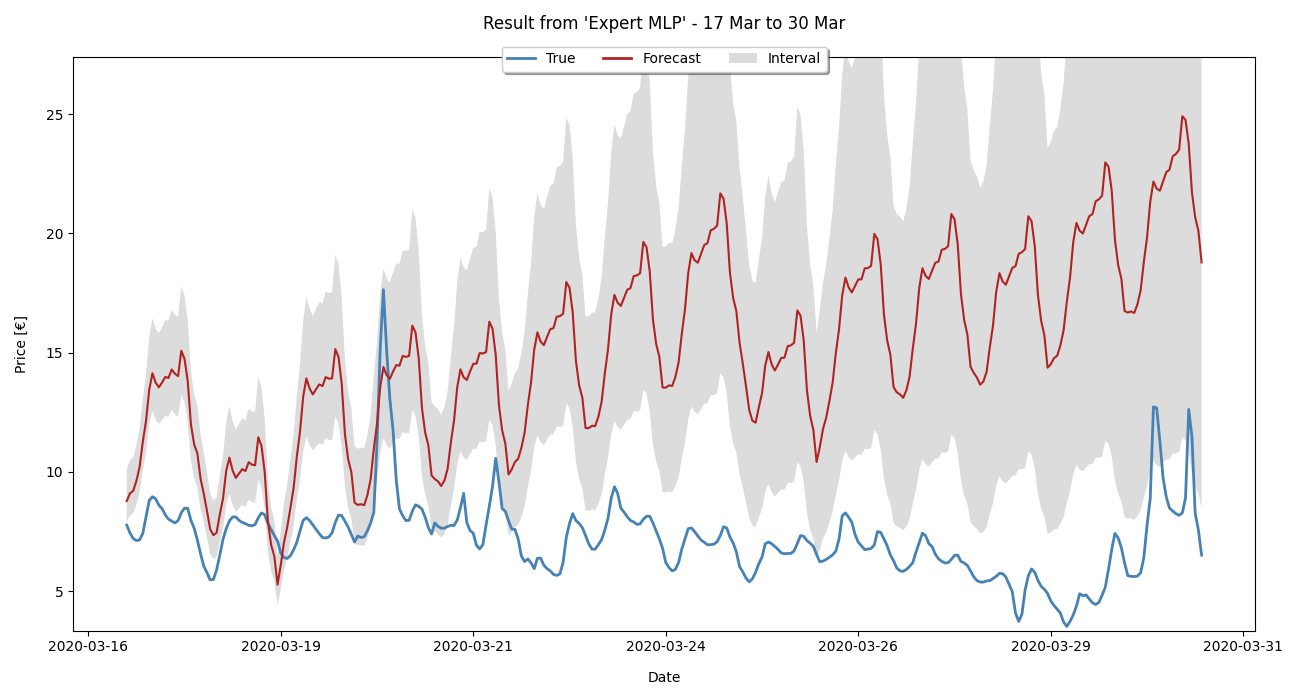 Result from 'Expert MLP' - 17 Mar to 30 Mar
True Forecast Interval
25
20
15
10
5
Price [€]
2020-03-16 2020-03-19 2020-03-21 2020-03-24 2020-03-26 2020-03-29 2020-03-31
Date